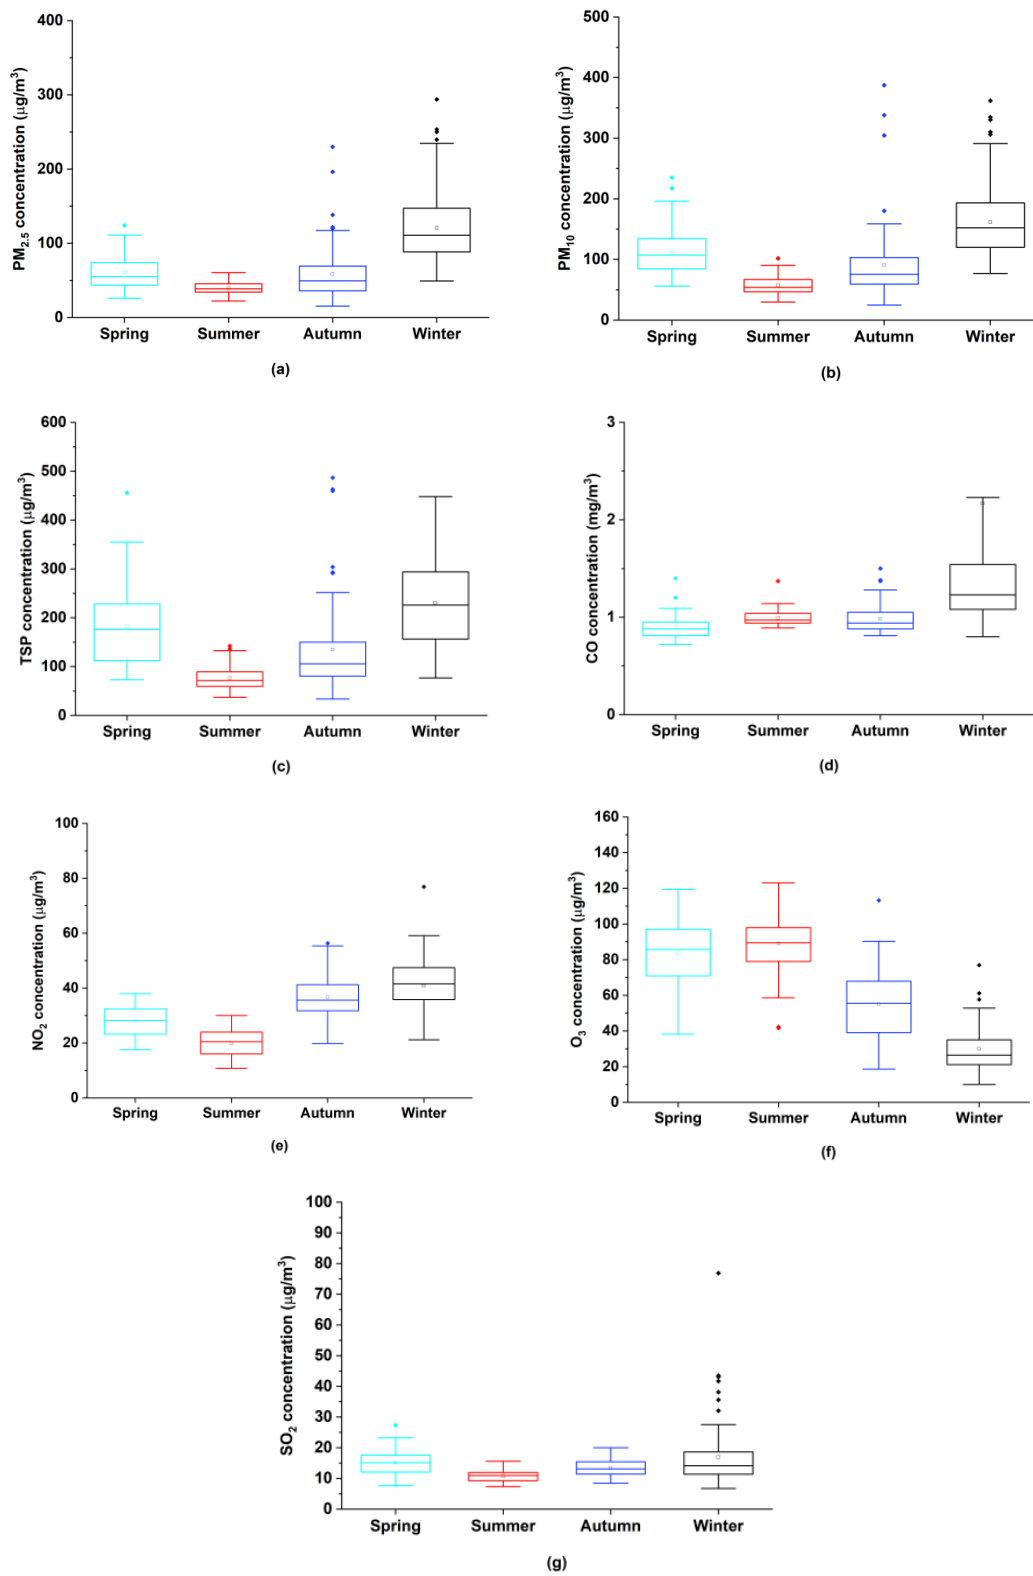 400
300
200
100
0
PM2.5 concentration (μg/m3)
Spring Summer Autumn Winter
(a)
500
400
300
200
100
0
PM10 concentration (μg/m3)
Spring Summer Autumn Winter
(b)
600
500
400
300
200
100
0
TSP concentration (μg/m3)
Spring Summer Autumn Winter
(c)
3
2
1
0
CO concentration (mg/m3)
Spring Summer Autumn Winter
(d)
100
80
60
40
20
0
NO2 concentration (μg/m3)
Spring Summer Autumn Winter
(e)
160
140
120
100
80
60
40
20
0
O3 concentration (μg/m3)
Spring Summer Autumn Winter
(f)
100
90
80
70
60
50
40
30
20
10
0
SO2 concentration (μg/m3)
Spring Summer Autumn Winter
(g)